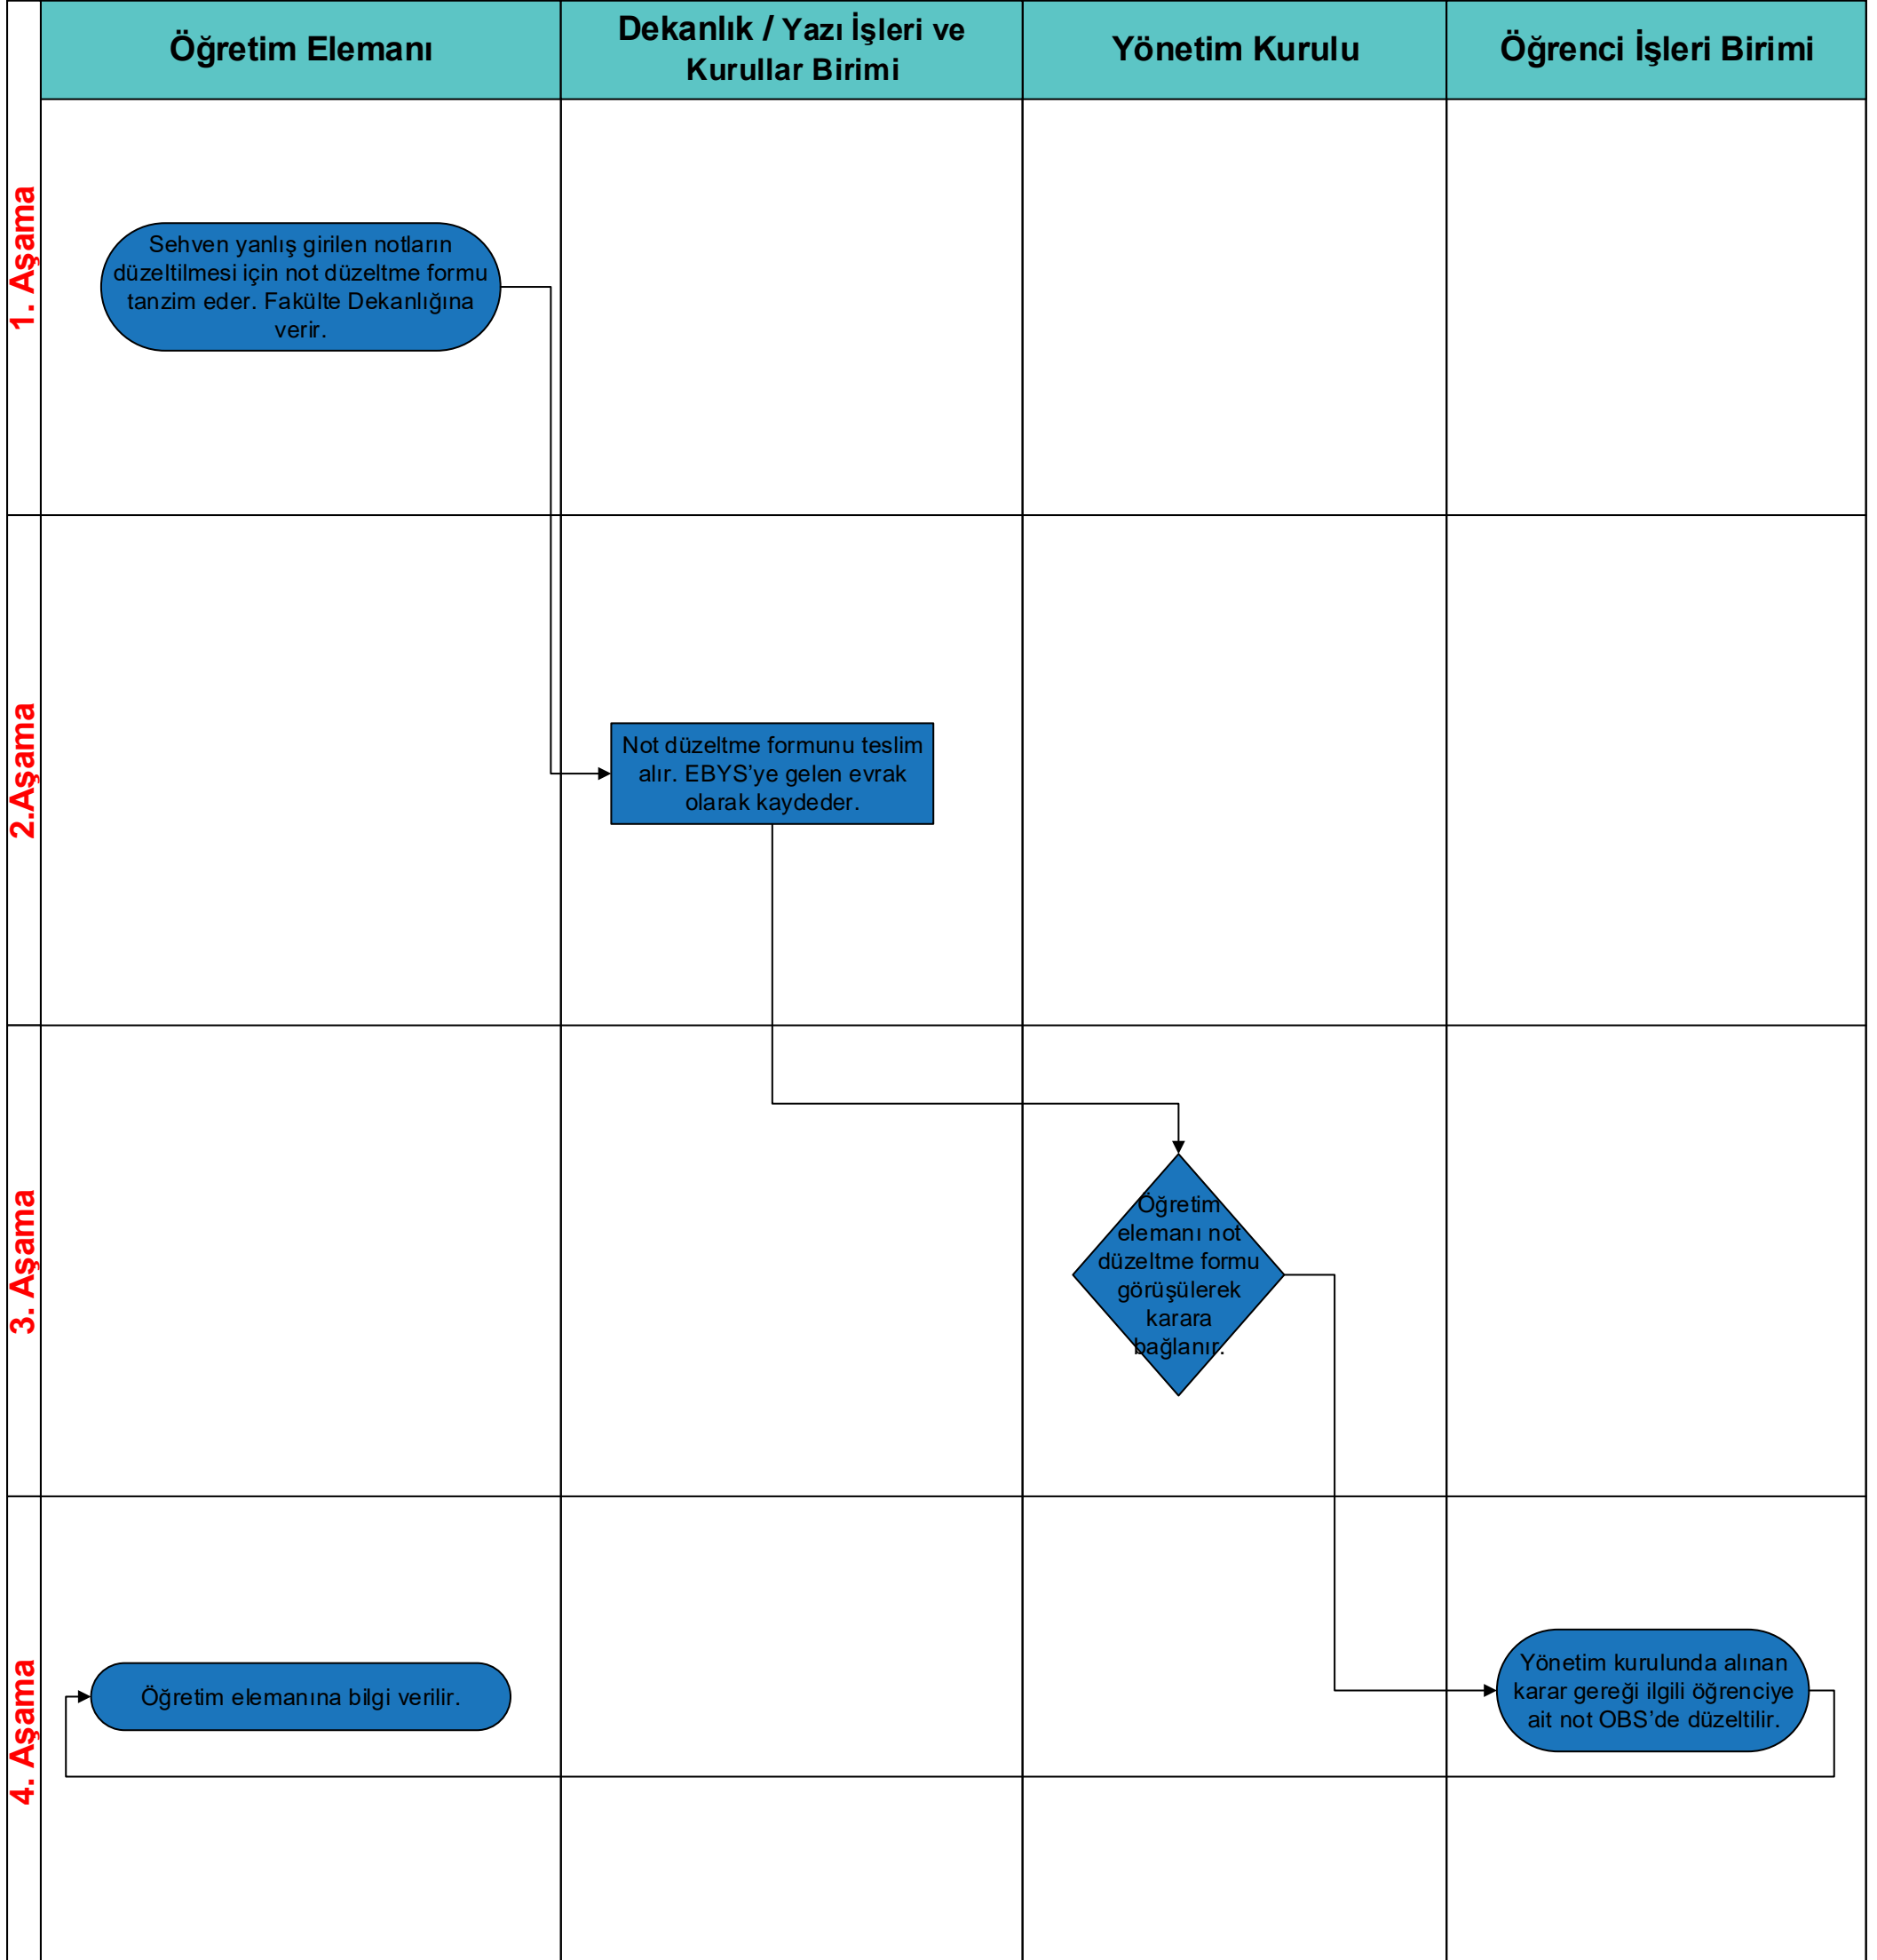 Öğretim Elemanı
Dekanlık / Yazı İşleri ve
Kurullar Birimi
Yönetim Kurulu
Öğrenci İşleri Birimi
1. Aşama
Sehven yanlış girilen notların
düzeltilmesi için not düzeltme formu
tanzim eder. Fakülte Dekanlığına
verir.
2.Aşama
Not düzeltme formunu teslim
alır. EBYS’ye gelen evrak
olarak kaydeder.
3. Aşama
Öğretim
elemanı not
düzeltme formu
görüşülerek
karara
bağlanır.
4. Aşama
Öğretim elemanına bilgi verilir.
Yönetim kurulunda alınan
karar gereği ilgili öğrenciye
ait not OBS’de düzeltilir.